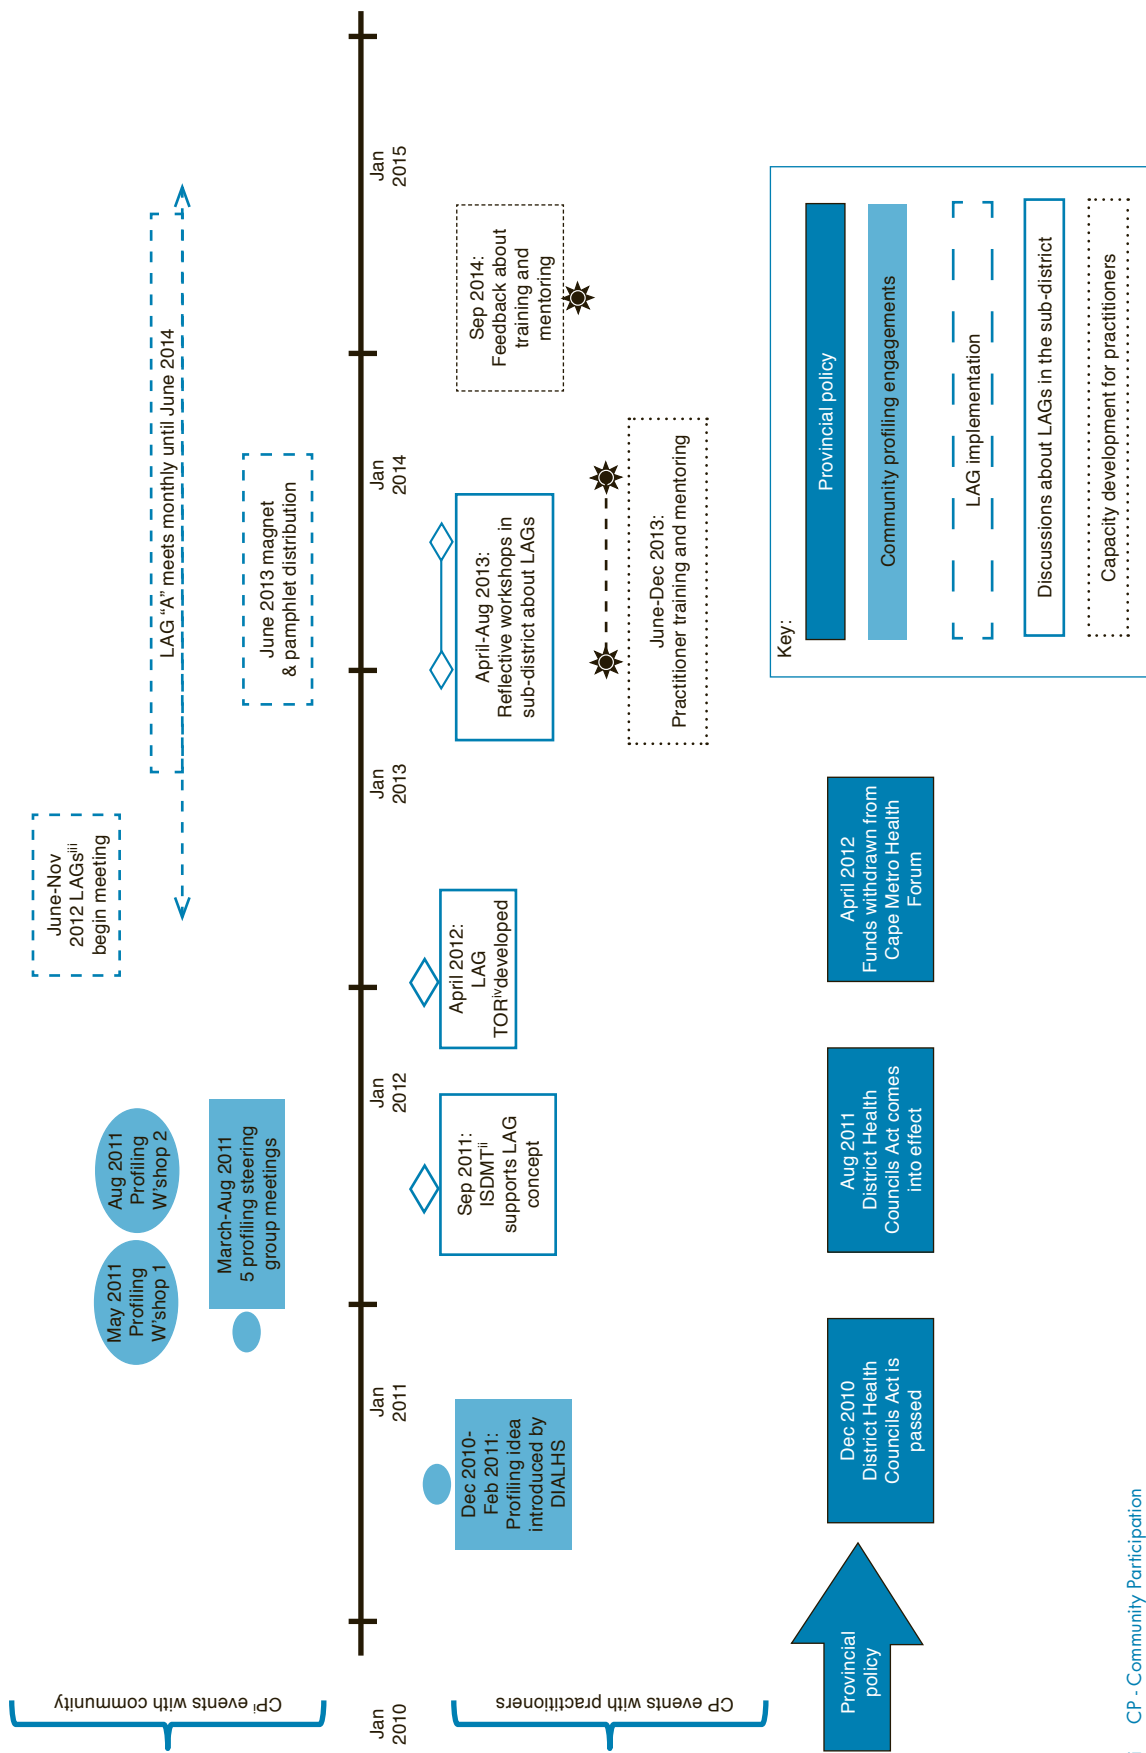 CPⁱ events with community
June-Nov
2012 LAGsⁱⁱⁱ
begin meeting
LAG “A” meets monthly until June 2014
May 2011
Profiling
W’shop 1
Aug 2011
Profiling
W’shop 2
March-Aug 2011
5 profiling steering
group meetings
June 2013 magnet
& pamphlet distribution
Jan
2010
Jan
2011
Jan
2012
Jan
2013
Jan
2014
Jan
2015
CP events with practitioners
Dec 2010-
Feb 2011:
Profiling idea
introduced by
DIALHS
Sep 2011:
ISDMTⁱⁱ
supports LAG
concept
April 2012:
LAG
TORⁱᵛdeveloped
April-Aug 2013:
Reflective workshops in
sub-district about LAGs
Sep 2014:
Feedback about
training and
mentoring
June-Dec 2013:
Practitioner training and mentoring
Provincial
policy
Dec 2010
District Health
Councils Act is
passed
Aug 2011
District Health
Councils Act comes
into effect
April 2012
Funds withdrawn from
Cape Metro Health
Forum
Key:
Provincial policy
Community profiling engagements
LAG implementation
Discussions about LAGs in the sub-district
Capacity development for practitioners
i CP - Community Participation